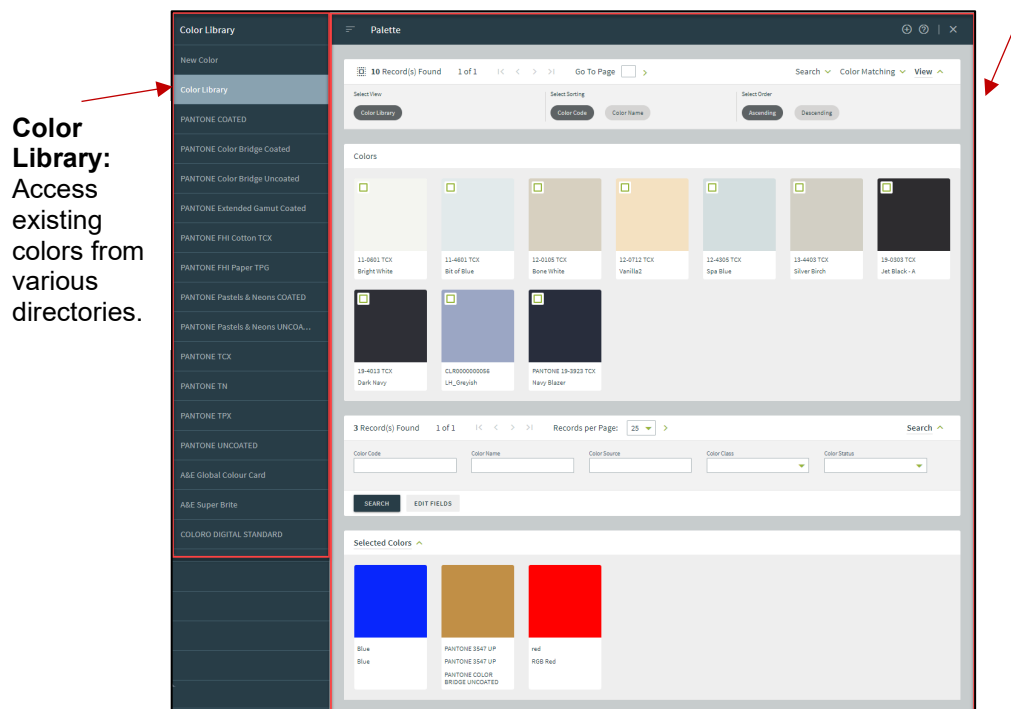 Color Library
Palette
New Color
Color Library
PANTONE COATED
PANTONE Color Bridge Coated
PANTONE Color Bridge Uncoated
PANTONE Extended Gamut Coated
PANTONE FHI Cotton TCX
PANTONE FHI Paper TPG
PANTONE Pastels & Neons COATED
PANTONE Pastels & Neons UNCOA...
PANTONE TCX
PANTONE TN
PANTONE TPX
PANTONE UNCOATED
A&E Global Colour Card
A&E Super Brite
COLORO DIGITAL STANDARD
Color
Library:
Access
existing
colors from
various
directories.
10 Record(s) Found 1 of 1 Go To Page Search Color Matching View
Select View Select Sorting Select Order
Color Library Color Code Color Name Ascending Descending
Colors
11-0601 TCX 11-4601 TCX 12-0105 TCX 12-0712 TCX 12-4305 TCX 13-4403 TCX 19-0303 TCX
Bright White Bit of Blue Bone White Vanilla2 Spa Blue Silver Birch Jet Black - A
19-4013 TCX CLR0000000056 PANTONE 19-3923 TCX
Dark Navy LH_Greyish Navy Blazer
3 Record(s) Found 1 of 1 Records per Page: 25 Search
Color Code Color Name Color Source Color Class Color Status
SEARCH EDIT FIELDS
Selected Colors
Blue PANTONE 3547 UP red
Blue PANTONE 3547 UP RGB Red
PANTONE COLOR
BRIDGE UNCOATED